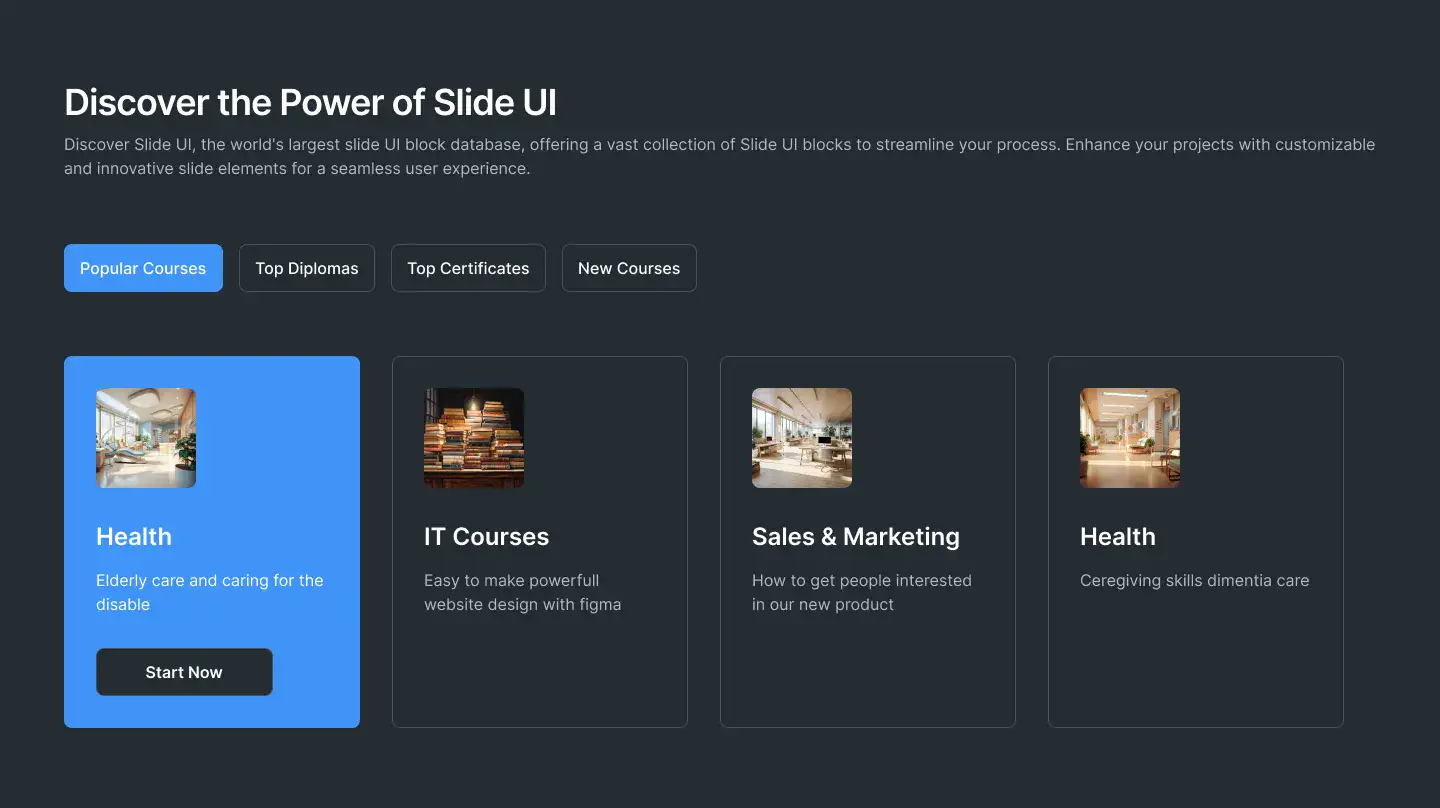 Discover the Power of Slide UI
Discover Slide UI, the world's largest slide UI block database, offering a vast collection of Slide UI blocks to streamline your process. Enhance your projects with customizable
and innovative slide elements for a seamless user experience.
Popular Courses
Top Diplomas
Top Certificates
New Courses
Health
Elderly care and caring for the
disable
Start Now
IT Courses
Easy to make powerfull
website design with figma
Sales & Marketing
How to get people interested
in our new product
Health
Ceregiving skills dimentia care